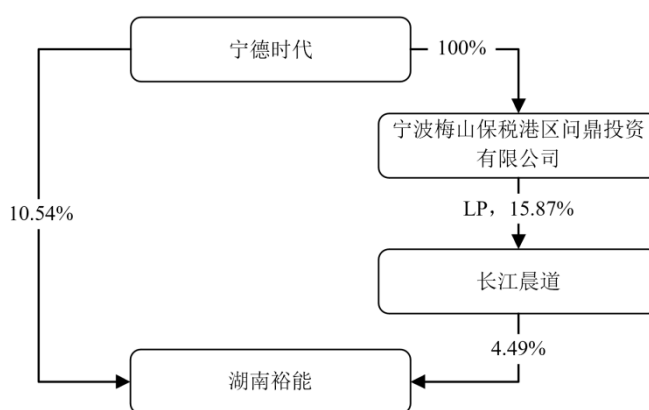 宁德时代
100%
宁波梅山保税港区问鼎投资
有限公司
10.54%
LP，15.87%
长江晨道
4.49%
湖南裕能